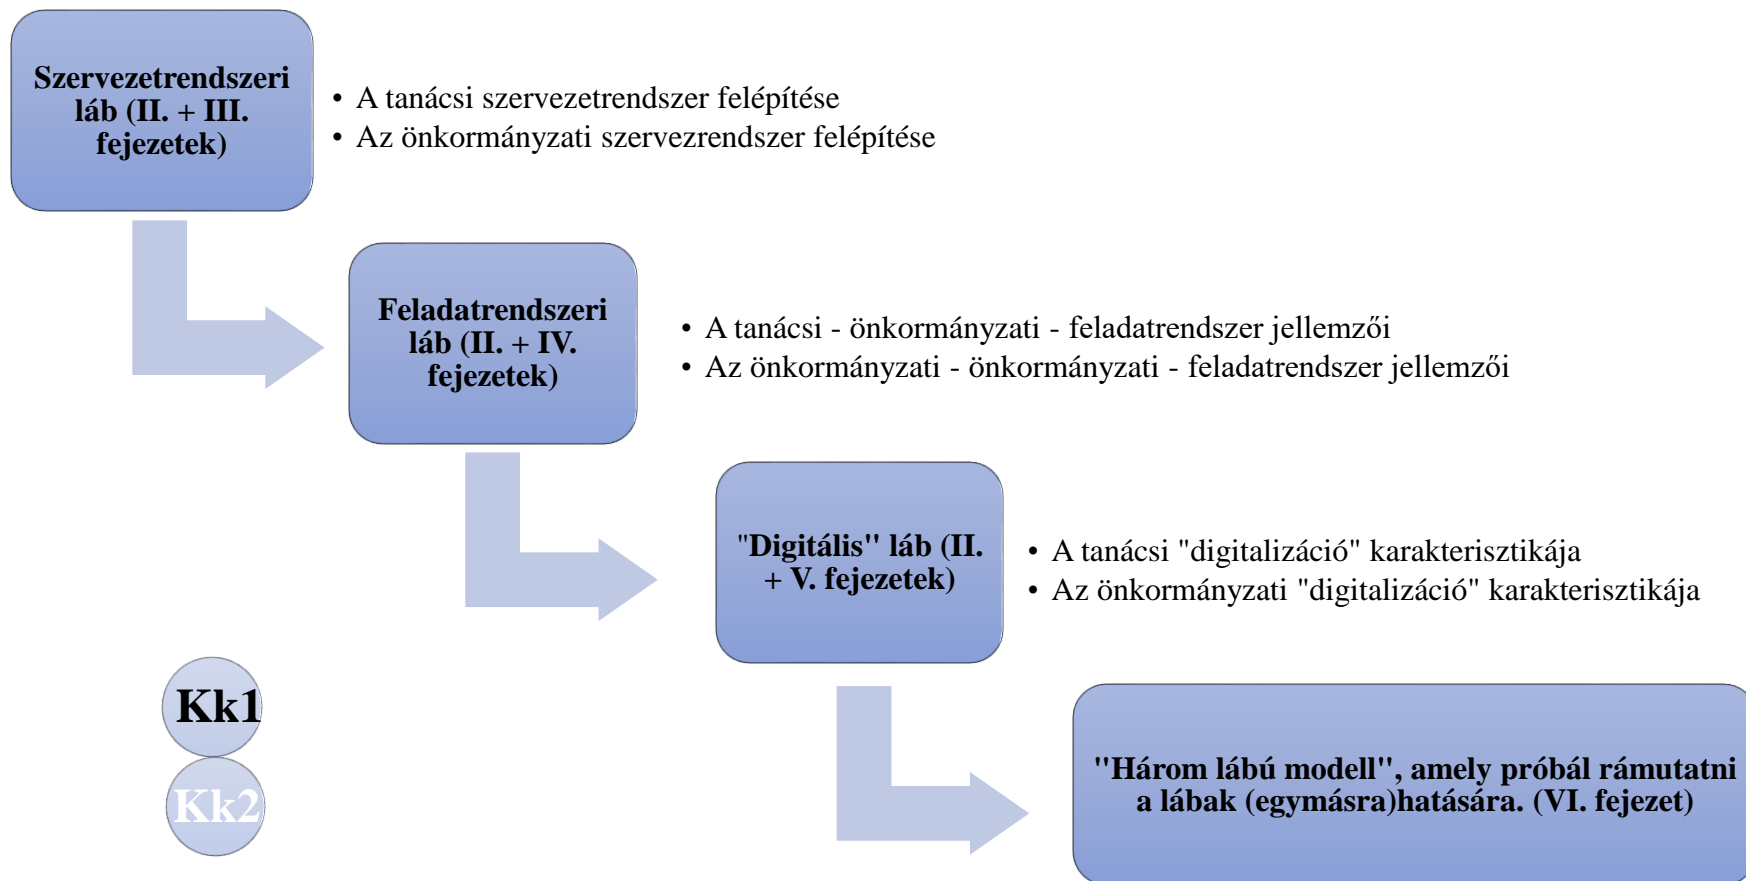 Szervezetrendszeri
láb (II. + III.
fejezetek)
• A tanácsi szervezetrendszer felépítése
• Az önkormányzati szervezrendszer felépítése
Feladatrendszeri
láb (II. + IV.
fejezetek)
• A tanácsi - önkormányzati - feladatrendszer jellemzői
• Az önkormányzati - önkormányzati - feladatrendszer jellemzői
"Digitális" láb (II.
+ V. fejezetek)
• A tanácsi "digitalizáció" karakterisztikája
• Az önkormányzati "digitalizáció" karakterisztikája
Kk1
Kk2
"Három lábú modell", amely próbál rámutatni
a lábak (egymásra)hatására. (VI. fejezet)